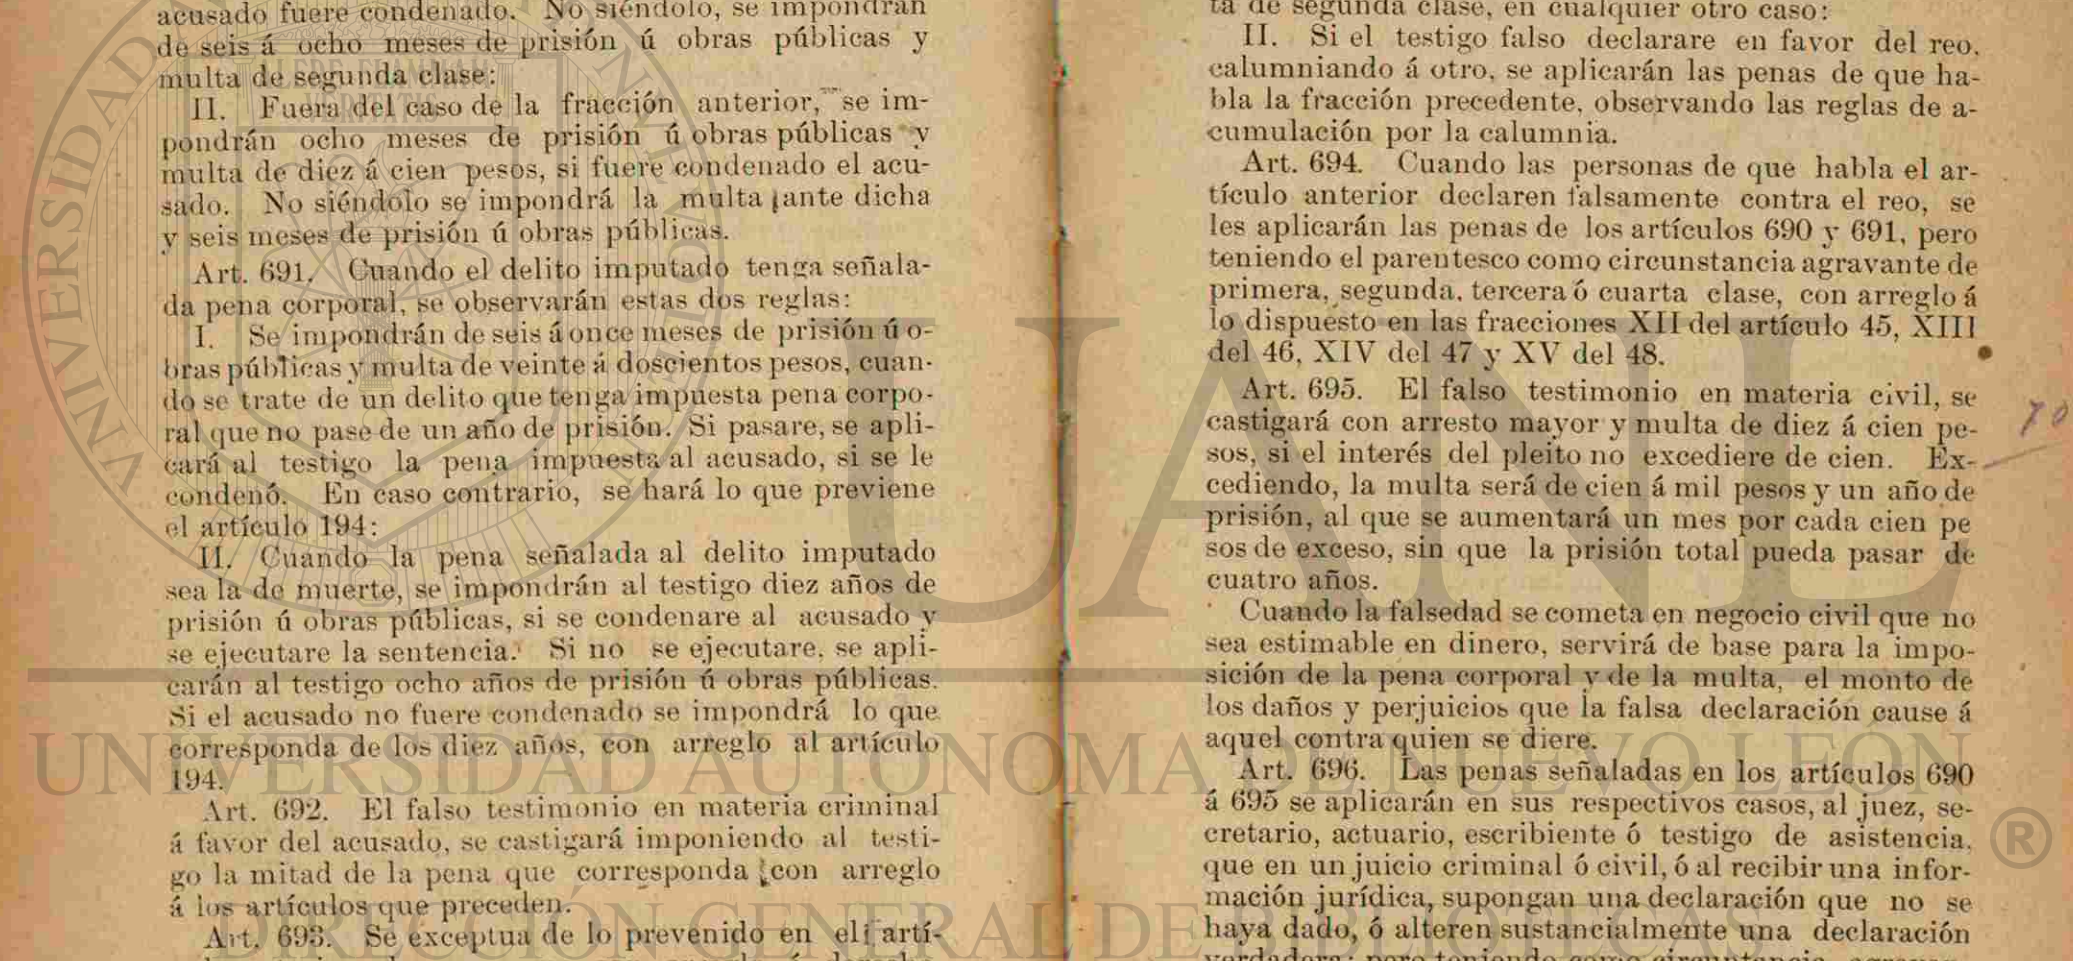 acusado fuere condenado. No siéndolo, se impondrán
de seis á ocho meses de prisión ú obras públicas y
multa de segunda clase:
II. Fuera del caso de la fracción anterior, se im-
pondrán ocho meses de prisión ú obras públicas y
multa de diez á cien pesos, si fuere condenado el acu-
sado. No siéndolo se impondrá la multa ante dicha
y seis meses de prisión ú obras públicas.
Art. 691. Cuando el delito imputado tenga señala-
da pena corporal, se observarán estas dos reglas:
I. Se impondrán de seis á once meses de prisión ú o-
bras públicas y multa de veinte á doscientos pesos, cuan-
do se trate de un delito que tenga impuesta pena corpo-
ral que no pase de un año de prisión. Si pasare, se apli-
cará al testigo la pena impuesta al acusado, si se le
condenó. En caso contrario, se hará lo que previene
el artículo 194:
II. Cuando la pena señalada al delito imputado
sea la de muerte, se impondrán al testigo diez años de
prisión ú obras públicas, si se condenare al acusado y
se ejecutare la sentencia. Si no se ejecutare, se apli-
carán al testigo ocho años de prisión ú obras públicas.
Si el acusado no fuere condenado se impondrá lo que
corresponda de los diez años, con arreglo al artículo
194.
Art. 692. El falso testimonio en materia criminal
á favor del acusado, se castigará imponiendo al testi-
go la mitad de la pena que corresponda con arreglo
á los artículos que preceden.
Art. 693. Se exceptua de lo prevenido en el artí-
ta de segunda clase, en cualquier otro caso:
II. Si el testigo falso declarare en favor del reo,
calumniando á otro, se aplicarán las penas de que ha-
bla la fracción precedente, observando las reglas de a-
cumulación por la calumnia.
Art. 694. Cuando las personas de que habla el ar-
tículo anterior declaren falsamente contra el reo, se
les aplicarán las penas de los artículos 690 y 691, pero
teniendo el parentesco como circunstancia agravante de
primera, segunda, tercera ó cuarta clase, con arreglo á
lo dispuesto en las fracciones XII del artículo 45, XIII
del 46, XIV del 47 y XV del 48.
Art. 695. El falso testimonio en materia civil, se
castigará con arresto mayor y multa de diez á cien pe-
sos, si el interés del pleito no excediere de cien. Ex-
cediendo, la multa será de cien á mil pesos y un año de
prisión, al que se aumentará un mes por cada cien pe
sos de exceso, sin que la prisión total pueda pasar de
cuatro años.
Cuando la falsedad se cometa en negocio civil que no
sea estimable en dinero, servirá de base para la impo-
sición de la pena corporal y de la multa, el monto de
los daños y perjuicios que la falsa declaración cause á
aquel contra quien se diere.
Art. 696. Las penas señaladas en los artículos 690
á 695 se aplicarán en sus respectivos casos, al juez, se-
cretario, actuario, escribiente ó testigo de asistencia,
que en un juicio criminal ó civil, ó al recibir una infor-
mación jurídica, supongan una declaración que no se
haya dado, ó alteren sustancialmente una declaración
70
UANL
UNIVERSIDAD AUTÓNOMA DE NUEVO LEÓN
®
DIRECCIÓN GENERAL DE BIBLIOTECAS